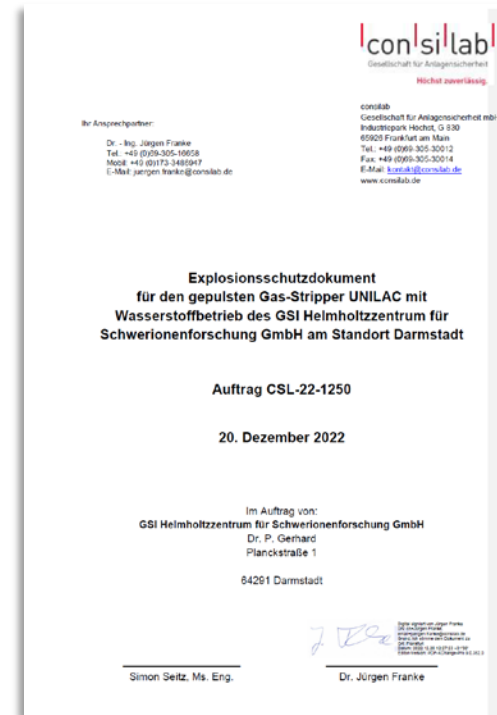 con si lab
Gesellschaft für Anlagensicherheit
Höchst zuverlässig.
Ihr Ansprechpartner:
Dr. - Ing. Jürgen Franke
Tel.: +49 (0)69-305-16658
Mobil: +49 (0)173-3486947
E-Mail: juergen.franke@consilab.de
consilab
Gesellschaft für Anlagensicherheit mb
Industriepark Höchst, G 830
65926 Frankfurt am Main
Tel.: +49 (0)69-305-30012
Fax: +49 (0)69-305-30014
E-Mail: kontakt@consilab.de
www.consilab.de
Explosionsschutzdokument
für den gepulsten Gas-Stripper UNILAC mit
Wasserstoffbetrieb des GSI Helmholtzzentrum für
Schwerionenforschung GmbH am Standort Darmstadt
Auftrag CSL-22-1250
20. Dezember 2022
Im Auftrag von:
GSI Helmholtzzentrum für Schwerionenforschung GmbH
Dr. P. Gerhard
Planckstraße 1
64291 Darmstadt
Simon Seitz, Ms. Eng.
Dr. Jürgen Franke